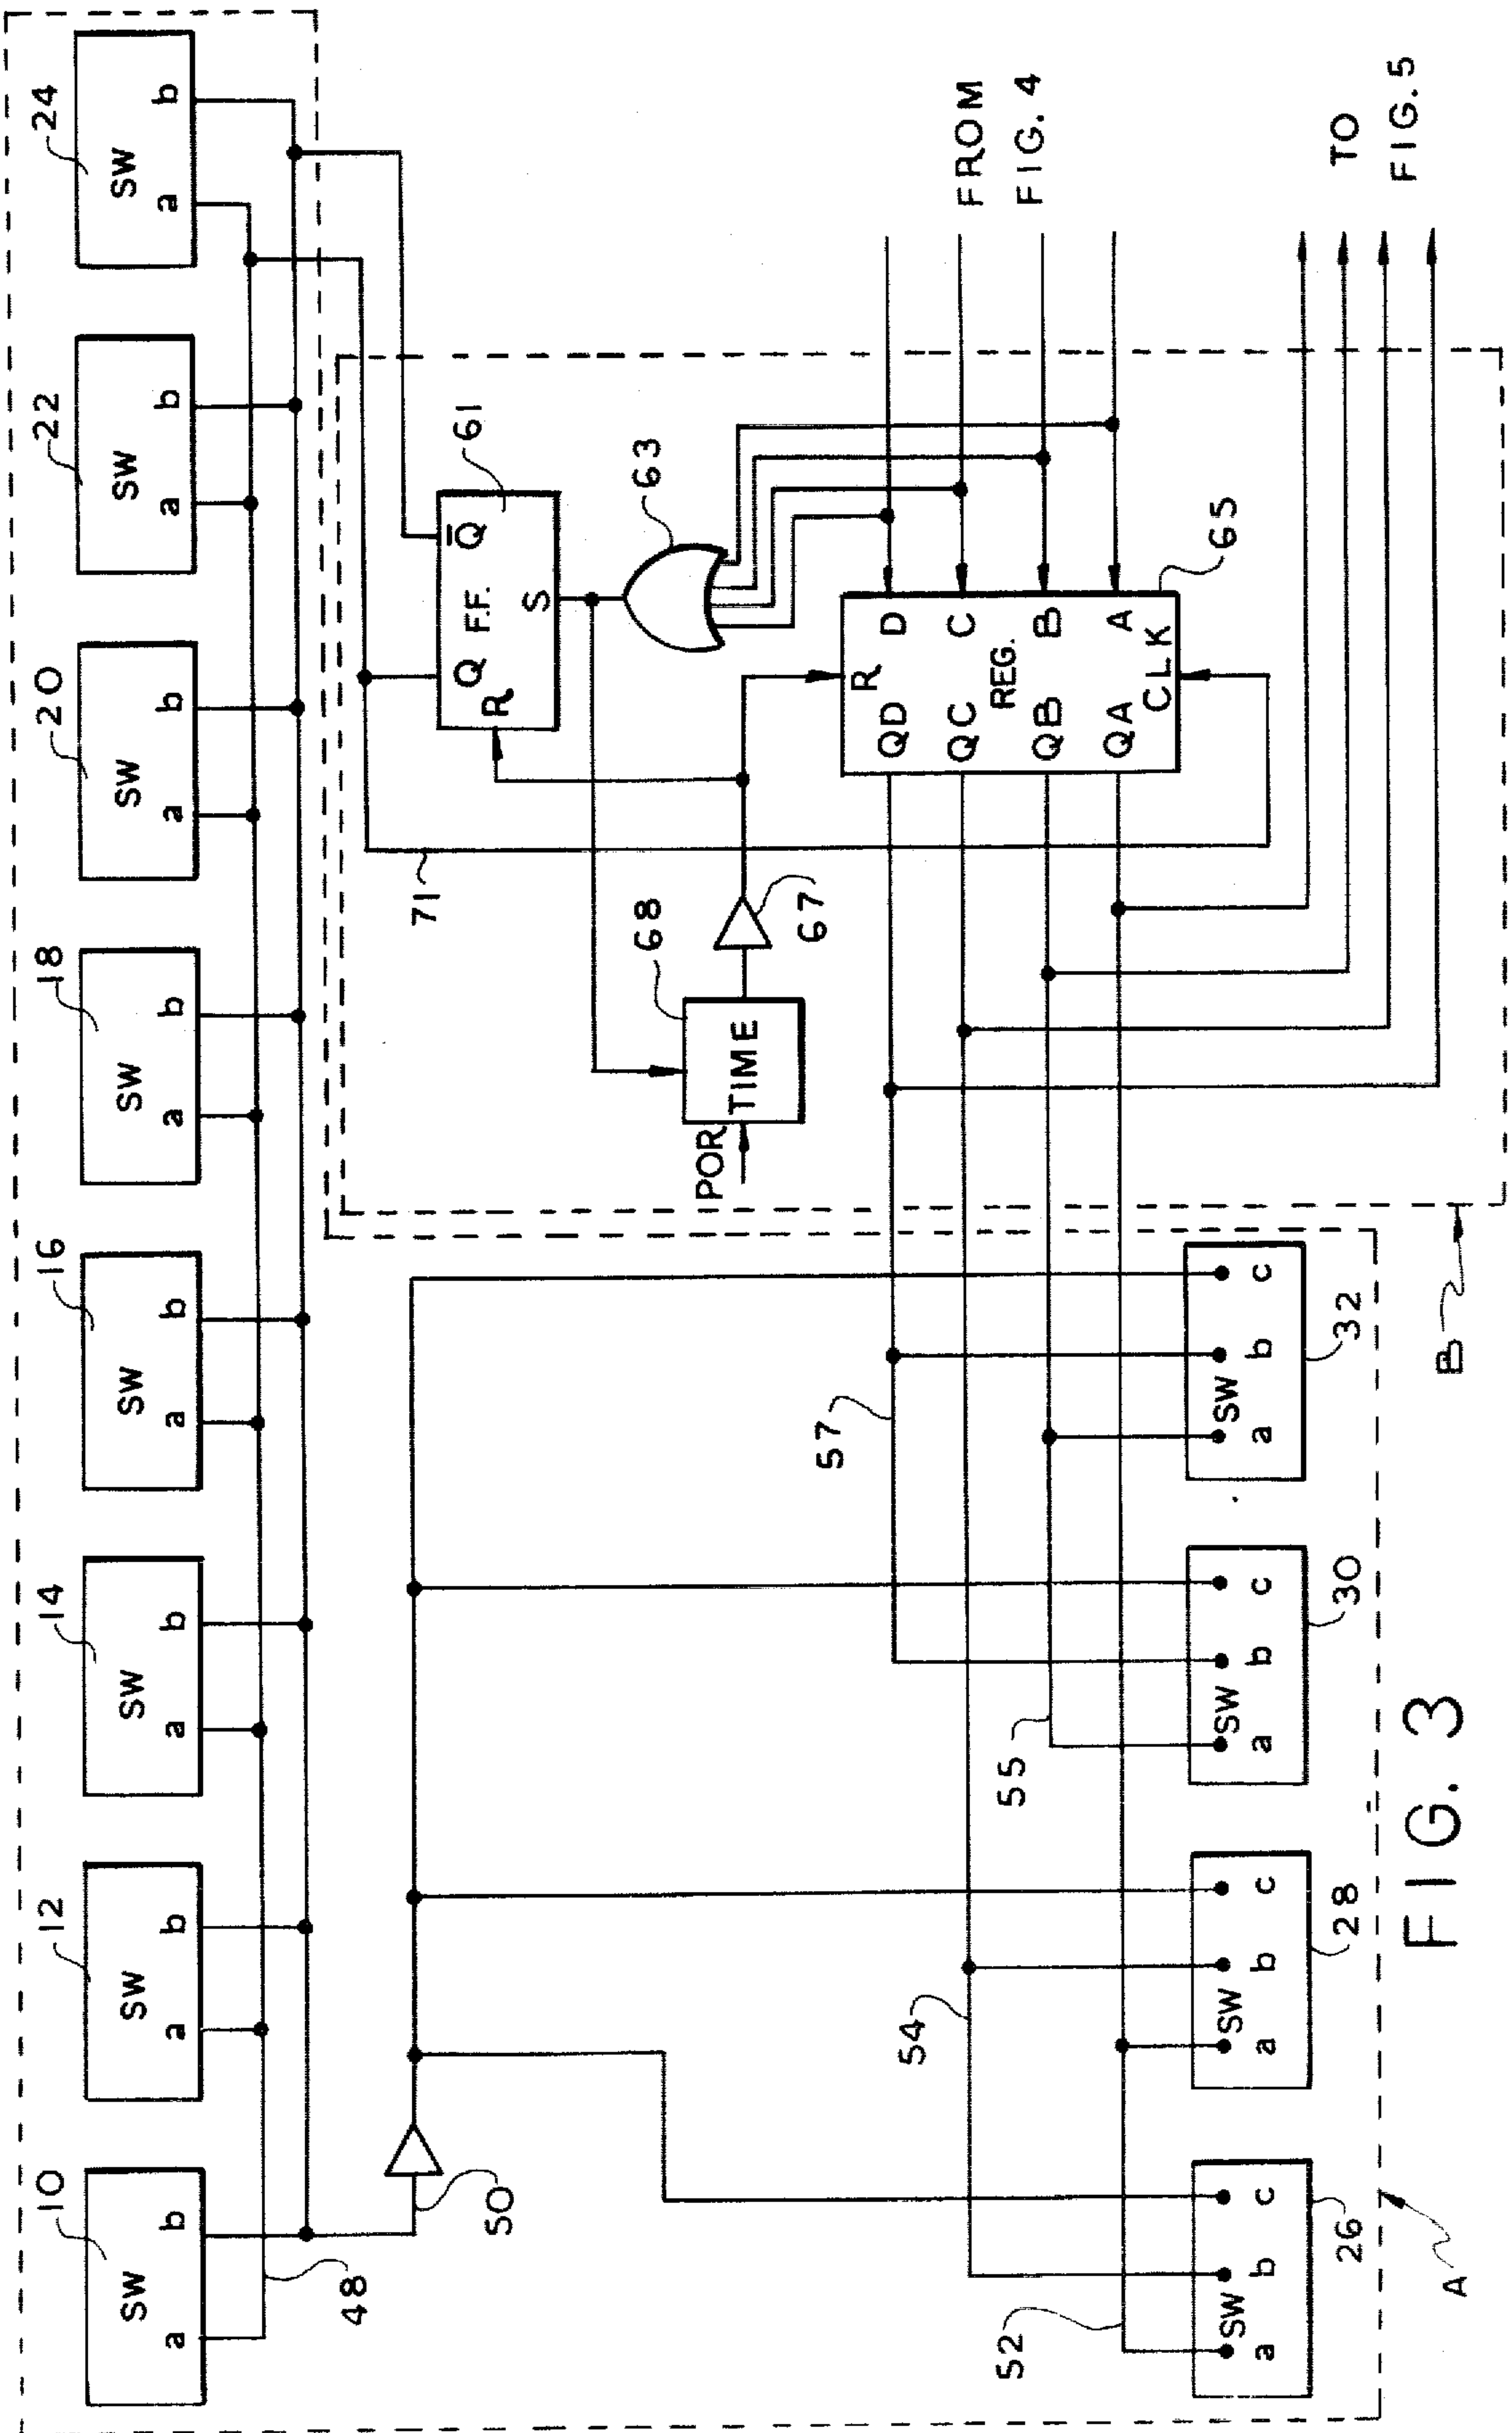 10
SW
a b
12
SW
a b
14
SW
a b
16
SW
a b
18
SW
a b
20
SW
a b
22
SW
a b
24
SW
a b
48
50
71
Q Q̅
F.F.
R S
61
63
68
POR
TIME
67
R
QD D
QC C
REG.
QB B
QA A
CLK
65
FROM
FIG. 4
TO
FIG. 5
57
54
55
52
SW
a b c
26
SW
a b c
28
SW
a b c
30
SW
a b c
32
A
B
FIG. 3